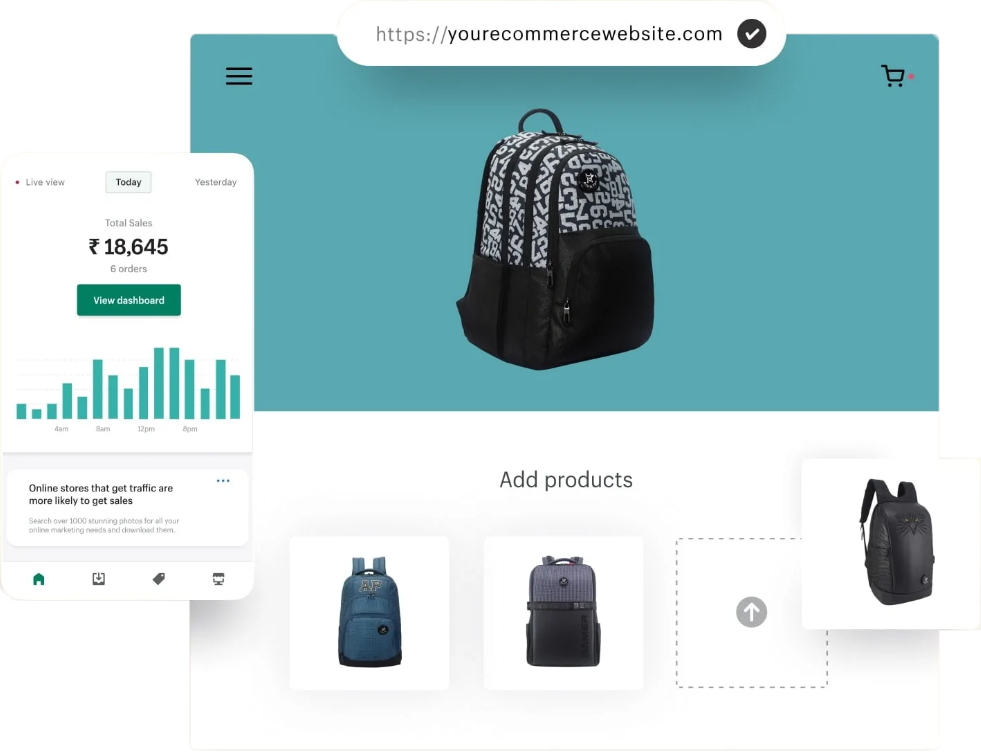 https://yourecommercewebsite.com
Live view
Today
Yesterday
Total Sales
₹ 18,645
6 orders
View dashboard
4am
8am
12pm
8pm
Online stores that get traffic are
more likely to get sales
Search over 1000 stunning photos for all your
online marketing needs and download them.
Add products
AP